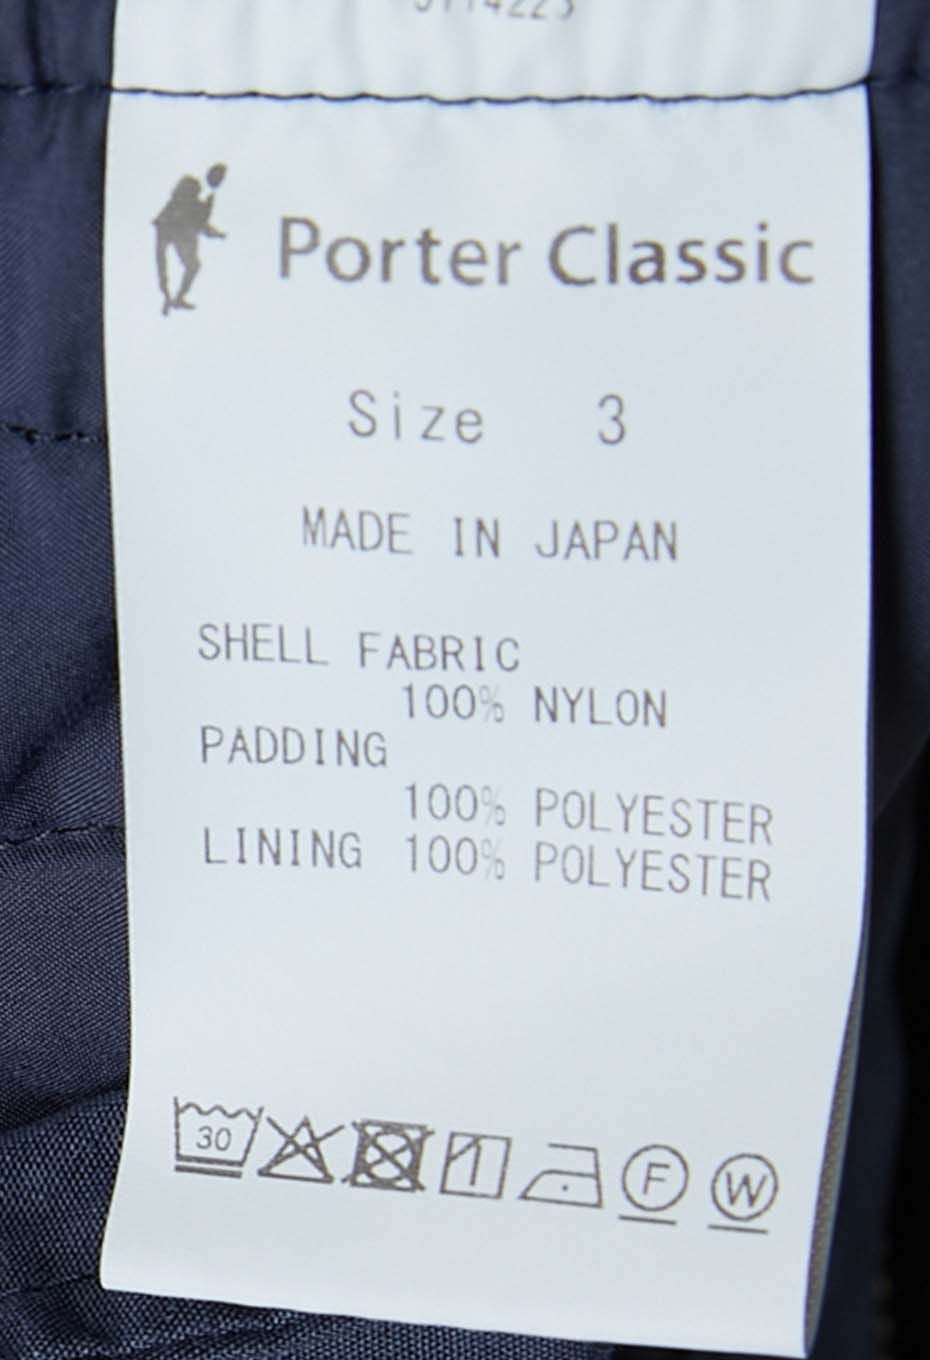 Porter Classic
Size 3
MADE IN JAPAN
SHELL FABRIC
100% NYLON
PADDING
100% POLYESTER
LINING 100% POLYESTER
30
F
W